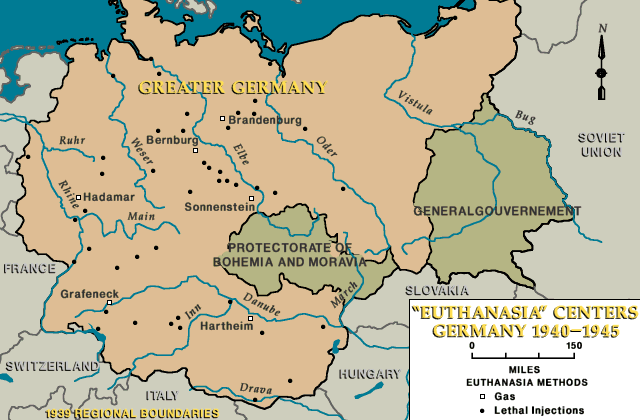 GREATER GERMANY
Vistula
Bug
Brandenburg
Ruhr
Bernburg
Weser
Elbe
Oder
SOVIET
UNION
Rhine
Hadamar
Sonnenstein
Main
GENERALGOUVERNEMENT
PROTECTORATE OF
BOHEMIA AND MORAVIA
FRANCE
SLOVAKIA
Grafeneck
Inn
Danube
March
Hartheim
SWITZERLAND
ITALY
Drava
HUNGARY
1939 REGIONAL BOUNDARIES
N
"EUTHANASIA" CENTERS
GERMANY 1940–1945
0 150
MILES
EUTHANASIA METHODS
Gas
Lethal Injections